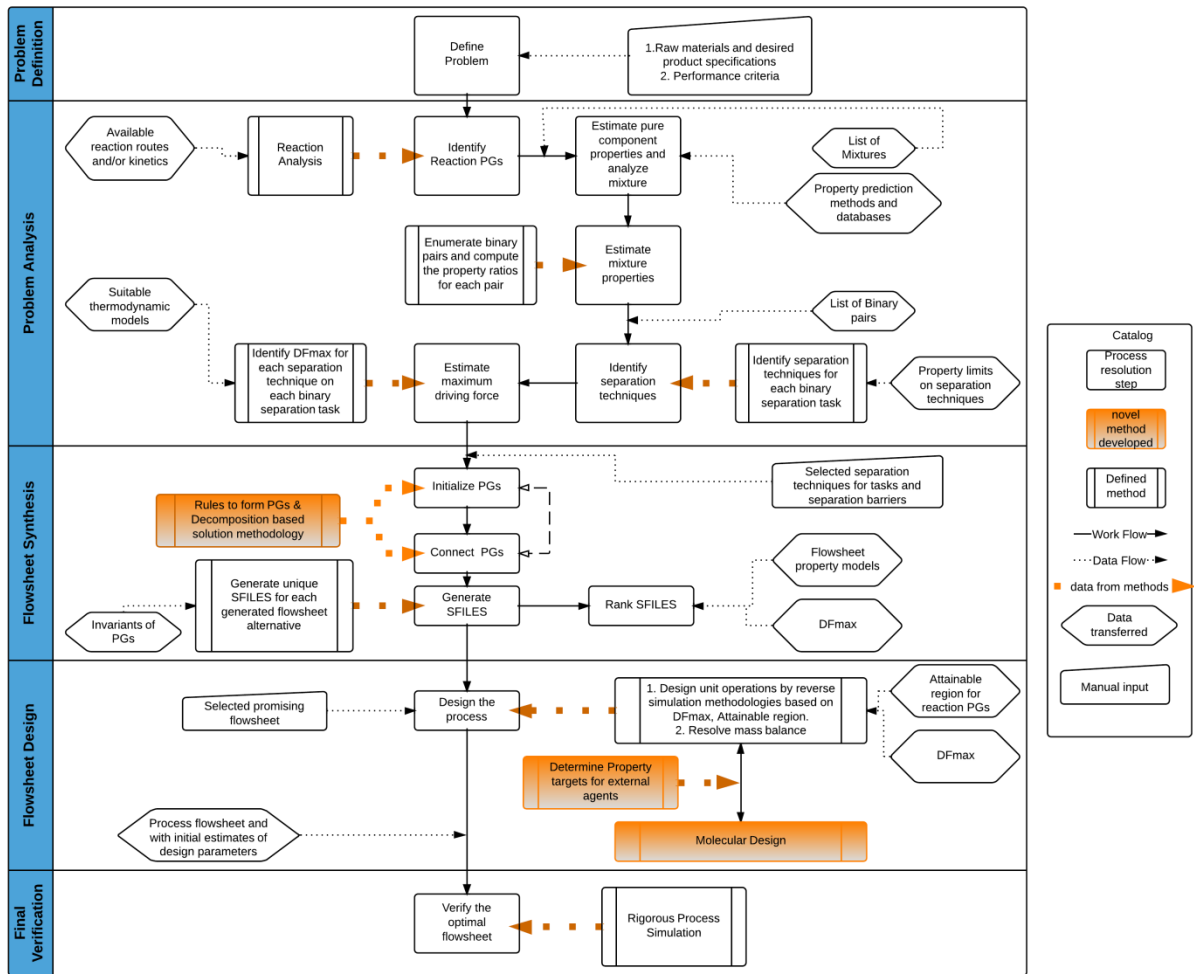 Problem
Definition
Define
Problem
1.Raw materials and desired
product specifications
2. Performance criteria
Problem Analysis
Available
reaction routes
and/or kinetics
Reaction
Analysis
Identify
Reaction PGs
Estimate pure
component
properties and
analyze
mixture
List of
Mixtures
Property prediction
methods and
databases
Enumerate binary
pairs and compute
the property ratios
for each pair
Estimate
mixture
properties
Suitable
thermodynamic
models
List of Binary
pairs
Identify DFmax for
each separation
technique on
each binary
separation task
Estimate
maximum
driving force
Identify
separation
techniques
Identify separation
techniques for
each binary
separation task
Property limits
on separation
techniques
Flowsheet Synthesis
Initialize PGs
Selected separation
techniques for tasks and
separation barriers
Rules to form PGs &
Decomposition based
solution methodology
Connect PGs
Flowsheet
property models
Generate unique
SFILES for each
generated flowsheet
alternative
Generate
SFILES
Rank SFILES
Invariants of
PGs
DFmax
Flowsheet Design
Selected promising
flowsheet
Design the
process
1. Design unit operations by reverse
simulation methodologies based on
DFmax, Attainable region.
2. Resolve mass balance
Attainable
region for
reaction PGs
DFmax
Determine Property
targets for external
agents
Process flowsheet and
with initial estimates of
design parameters
Molecular Design
Final
Verification
Verify the
optimal
flowsheet
Rigorous Process
Simulation
Catalog
Process
resolution
step
novel
method
developed
Defined
method
Work Flow
Data Flow
data from methods
Data
transferred
Manual input